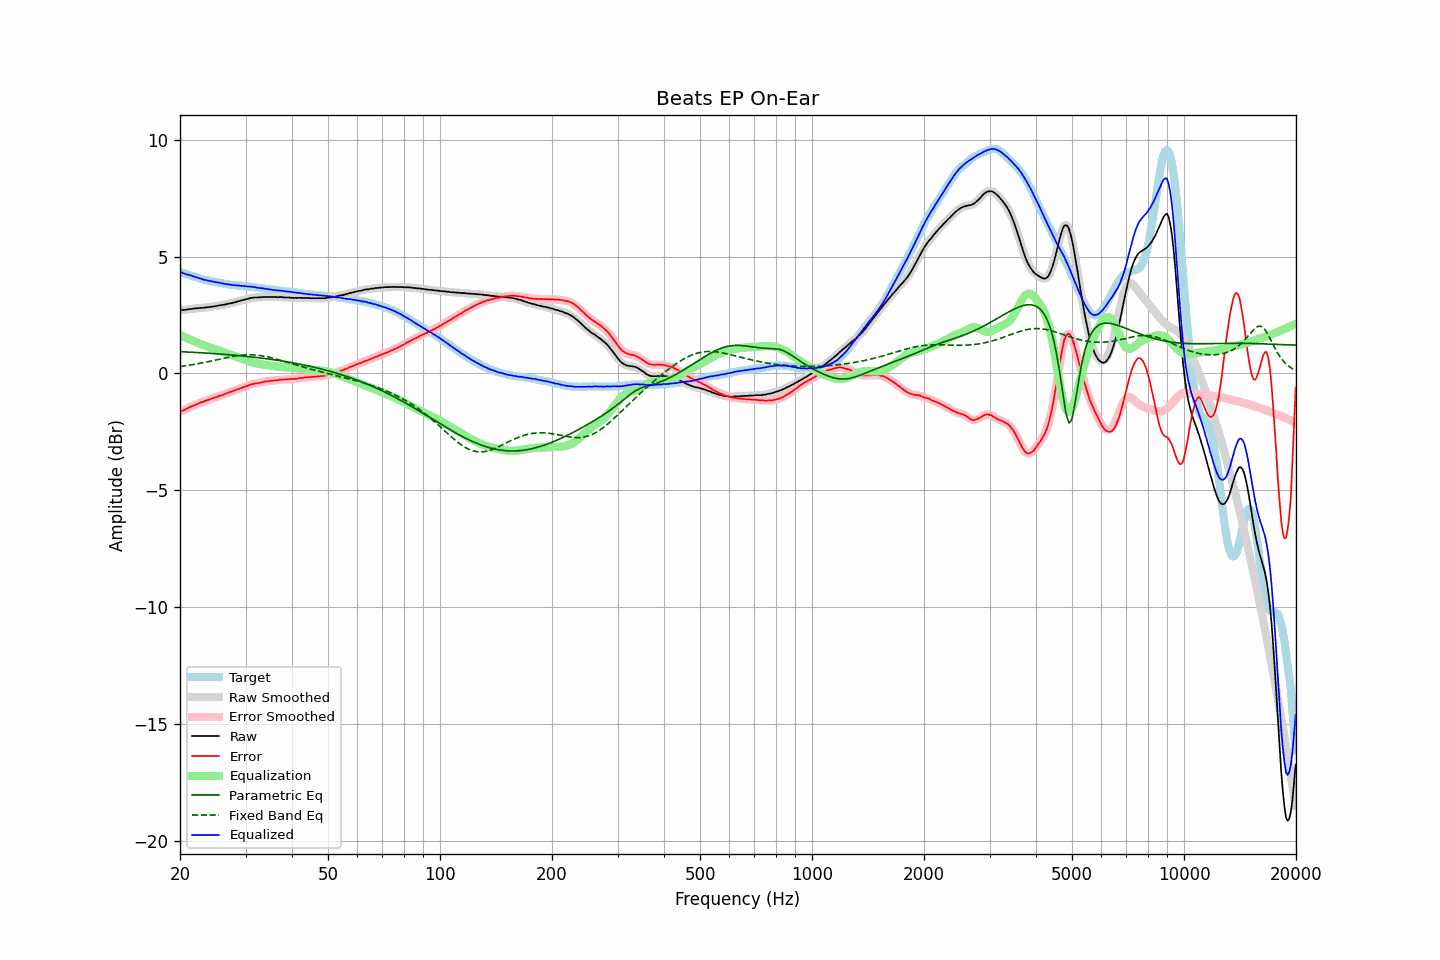 Beats EP On-Ear
Amplitude (dBr)
10
5
0
−5
−10
−15
−20
Target
Raw Smoothed
Error Smoothed
Raw
Error
Equalization
Parametric Eq
Fixed Band Eq
Equalized
20 50 100 200 500 1000 2000 5000 10000 20000
Frequency (Hz)